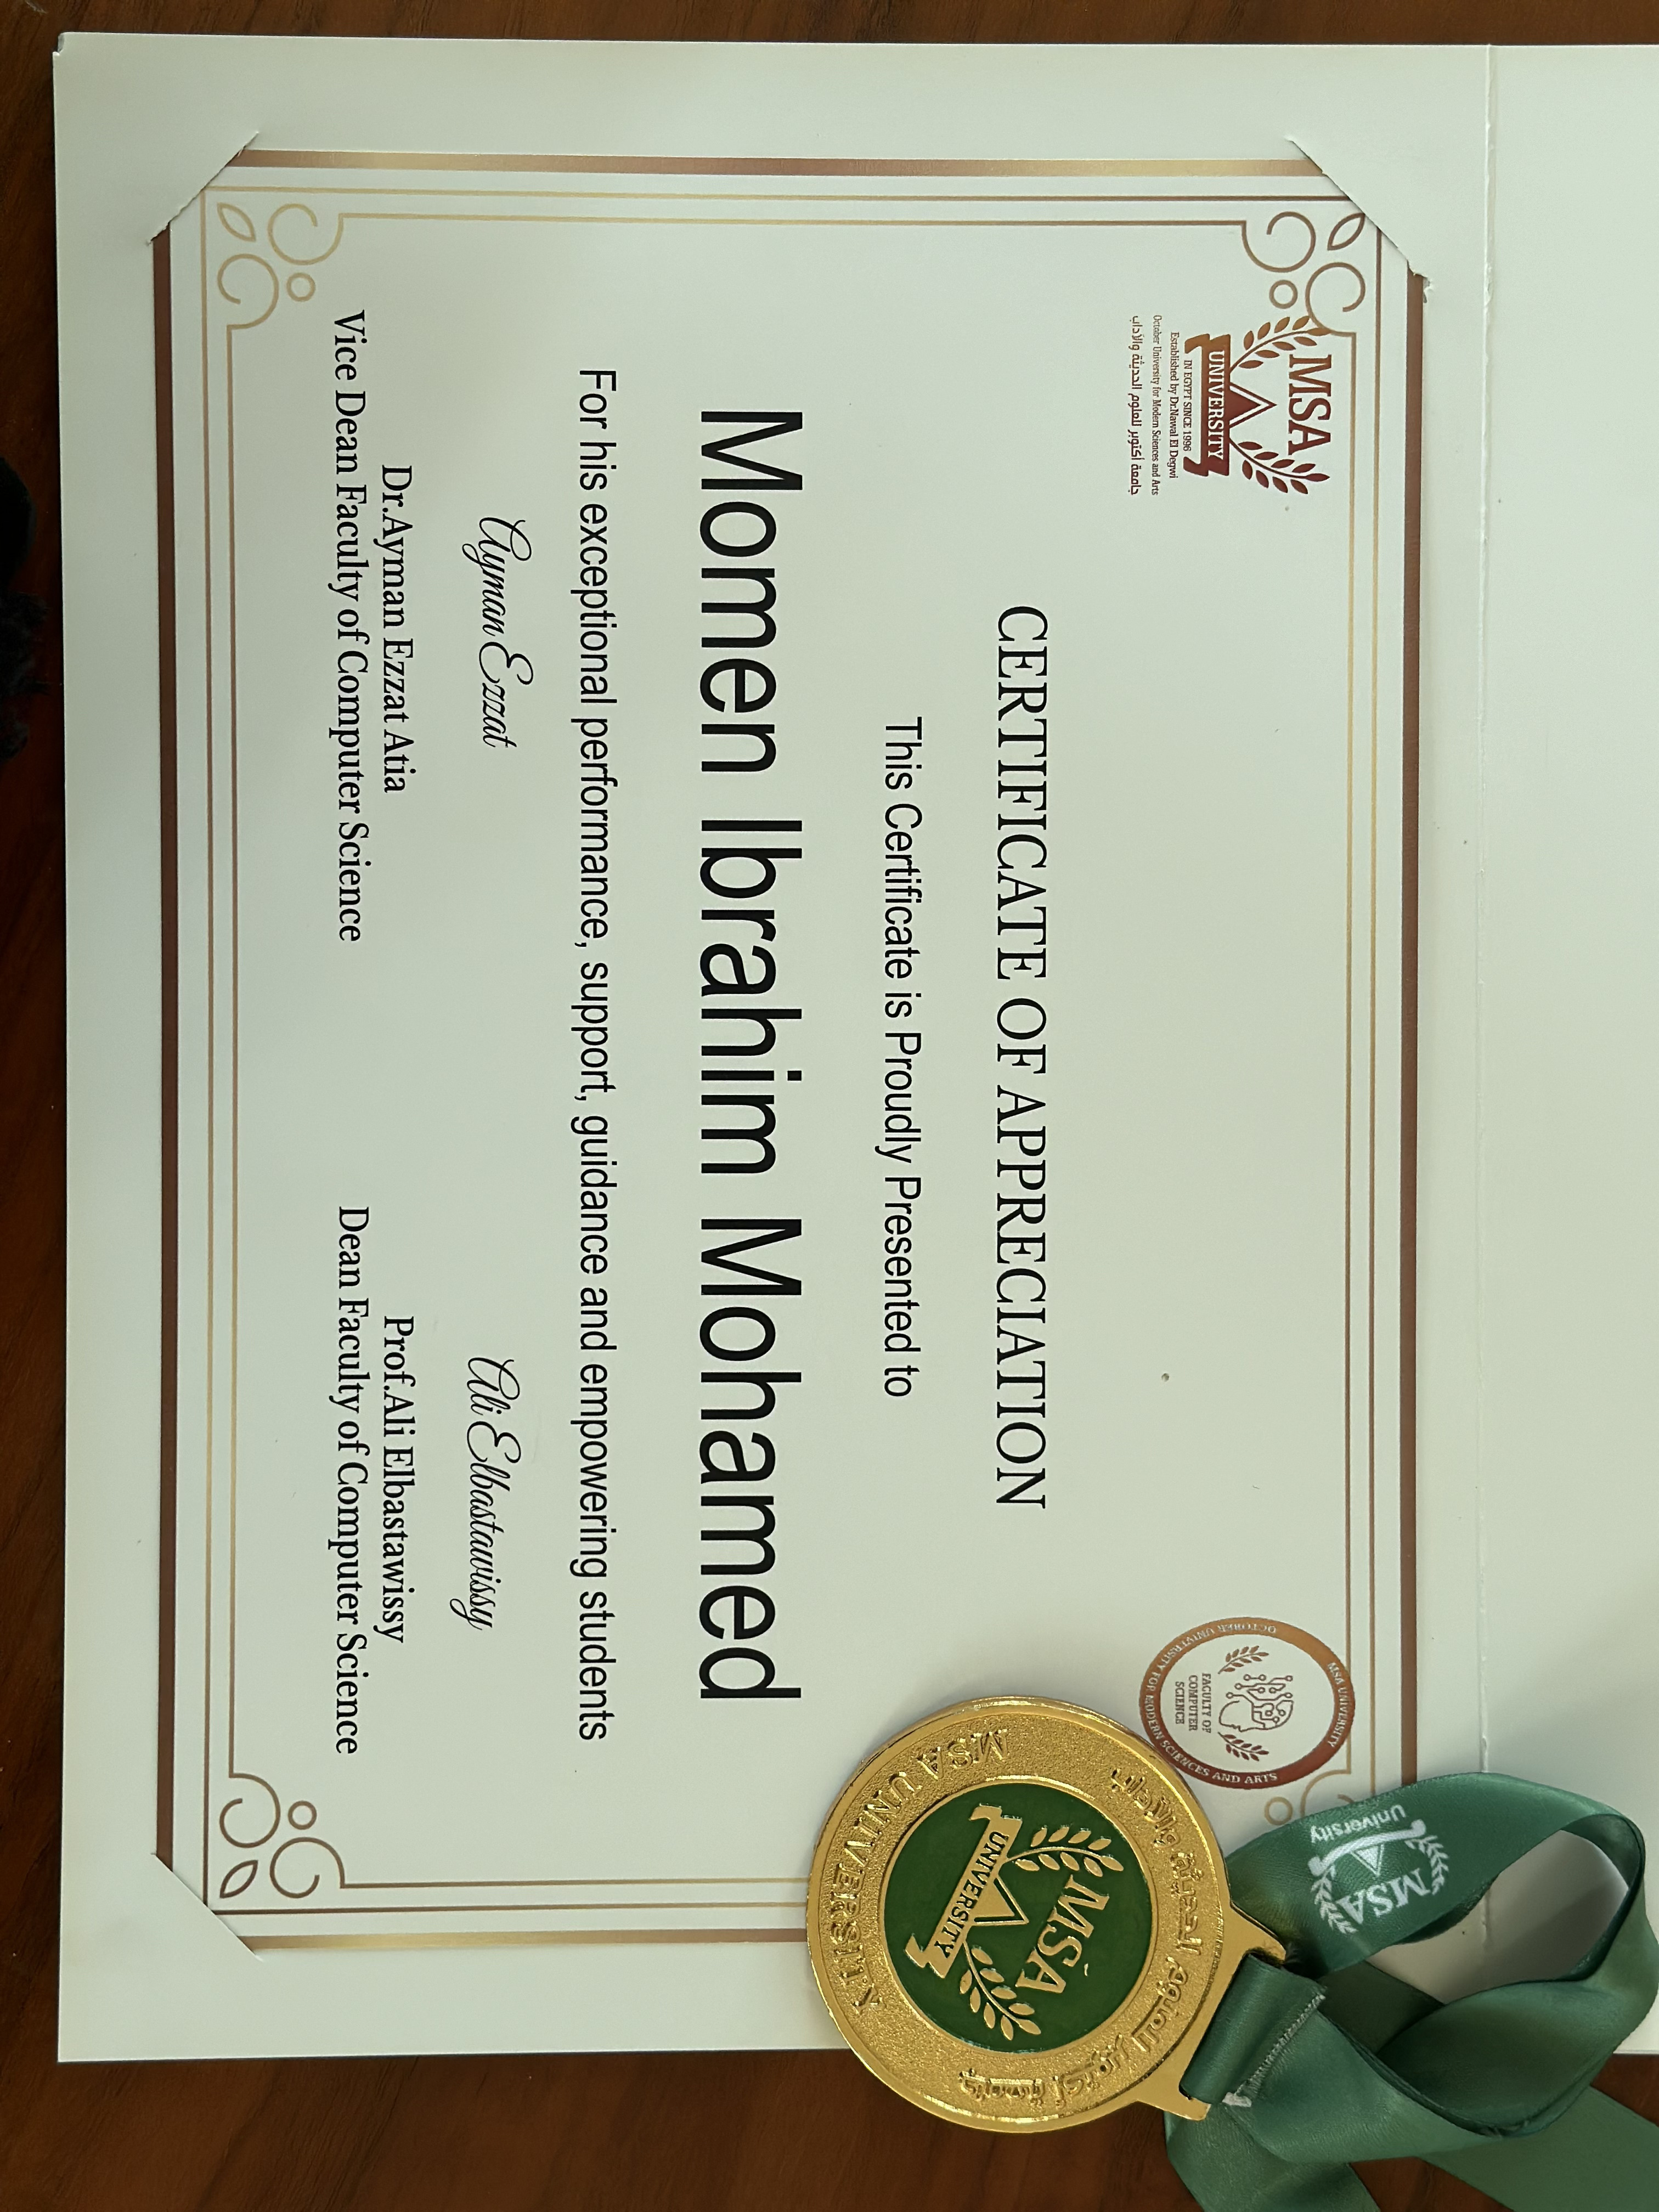 MSA
UNIVERSITY
IN EGYPT SINCE 1996
Established by Dr.Nawal El Degwi
October University for Modern Sciences and Arts
جامعة أكتوبر للعلوم الحديثة والآداب
MSA UNIVERSITY
OCTOBER UNIVERSITY FOR MODERN SCIENCES AND ARTS
FACULTY OF
COMPUTER
SCIENCE
CERTIFICATE OF APPRECIATION
This Certificate is Proudly Presented to
Momen Ibrahim Mohamed
For his exceptional performance, support, guidance and empowering students
Ayman Ezzat
Ali Elbastawissy
Dr.Ayman Ezzat Atia
Prof.Ali Elbastawissy
Vice Dean Faculty of Computer Science
Dean Faculty of Computer Science
MSA
University
جامعة أكتوبر للعلوم الحديثة والآداب
MSA
UNIVERSITY
MSA UNIVERSITY